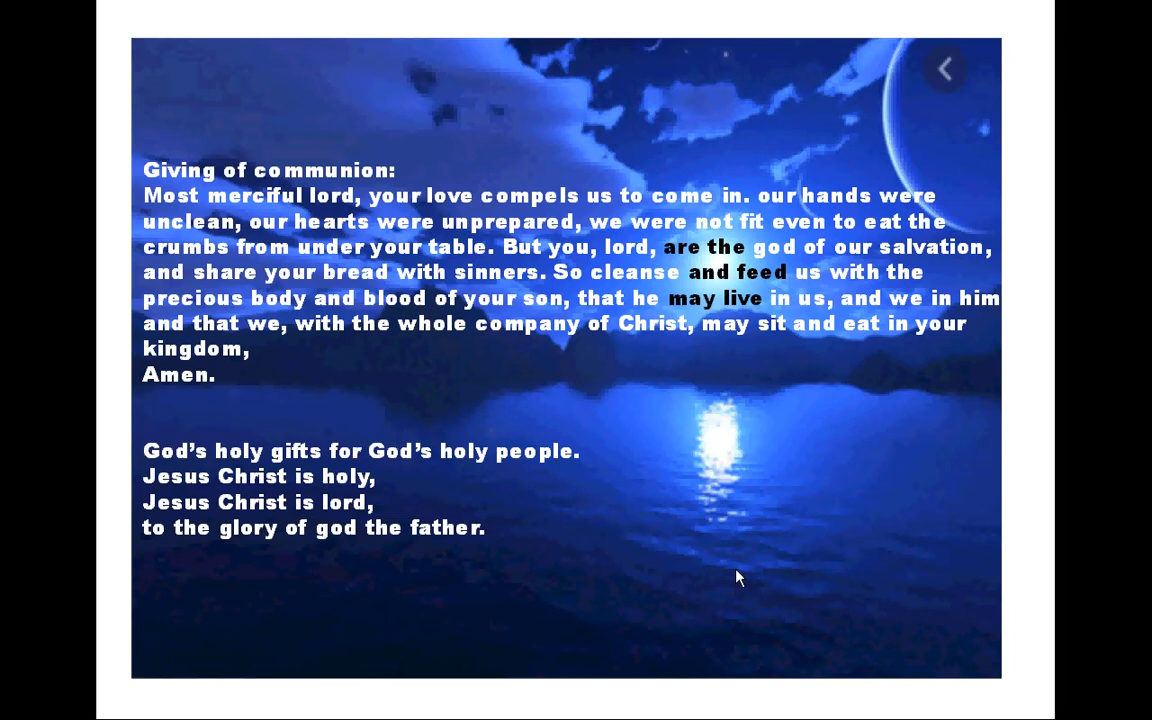 Giving of communion:
Most merciful lord, your love compels us to come in. our hands were
unclean, our hearts were unprepared, we were not fit even to eat the
crumbs from under your table. But you, lord, are the god of our salvation,
and share your bread with sinners. So cleanse and feed us with the
precious body and blood of your son, that he may live in us, and we in him
and that we, with the whole company of Christ, may sit and eat in your
kingdom,
Amen.
God’s holy gifts for God’s holy people.
Jesus Christ is holy,
Jesus Christ is lord,
to the glory of god the father.